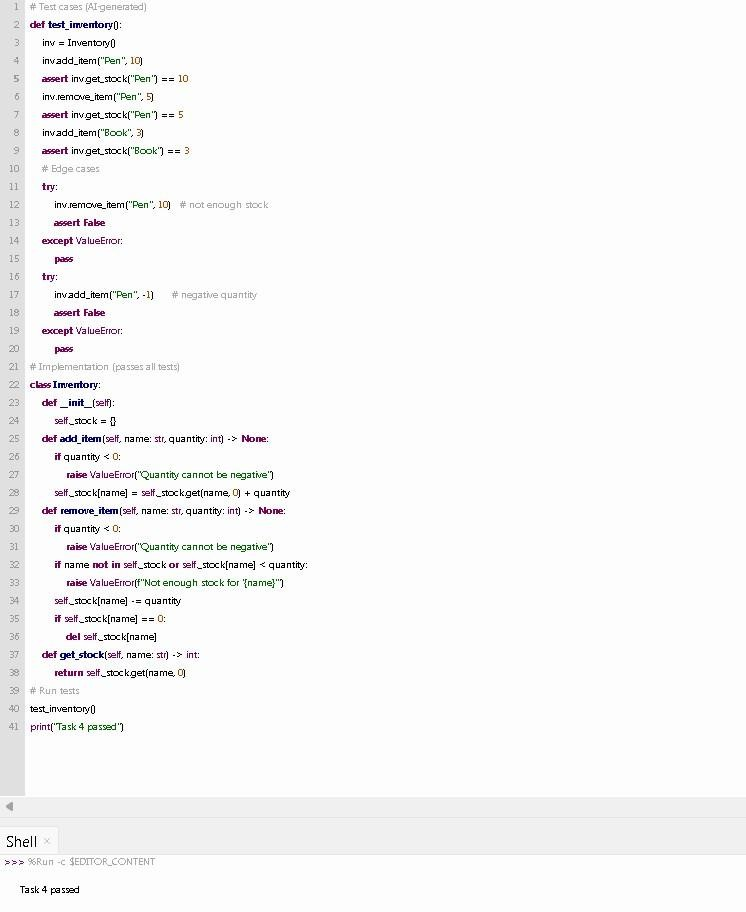 1 # Test cases (AI-generated)
2 def test_inventory():
3     inv = Inventory()
4     inv.add_item("Pen", 10)
5     assert inv.get_stock("Pen") == 10
6     inv.remove_item("Pen", 5)
7     assert inv.get_stock("Pen") == 5
8     inv.add_item("Book", 3)
9     assert inv.get_stock("Book") == 3
10     # Edge cases
11     try:
12         inv.remove_item("Pen", 10)   # not enough stock
13         assert False
14     except ValueError:
15         pass
16     try:
17         inv.add_item("Pen", -1)     # negative quantity
18         assert False
19     except ValueError:
20         pass
21 # Implementation (passes all tests)
22 class Inventory:
23     def __init__(self):
24         self._stock = {}
25     def add_item(self, name: str, quantity: int) -> None:
26         if quantity < 0:
27             raise ValueError("Quantity cannot be negative")
28         self._stock[name] = self._stock.get(name, 0) + quantity
29     def remove_item(self, name: str, quantity: int) -> None:
30         if quantity < 0:
31             raise ValueError("Quantity cannot be negative")
32         if name not in self._stock or self._stock[name] < quantity:
33             raise ValueError(f"Not enough stock for '{name}'")
34         self._stock[name] -= quantity
35         if self._stock[name] == 0:
36             del self._stock[name]
37     def get_stock(self, name: str) -> int:
38         return self._stock.get(name, 0)
39 # Run tests
40 test_inventory()
41 print("Task 4 passed")
Shell ×
>>> %Run -c $EDITOR_CONTENT
Task 4 passed